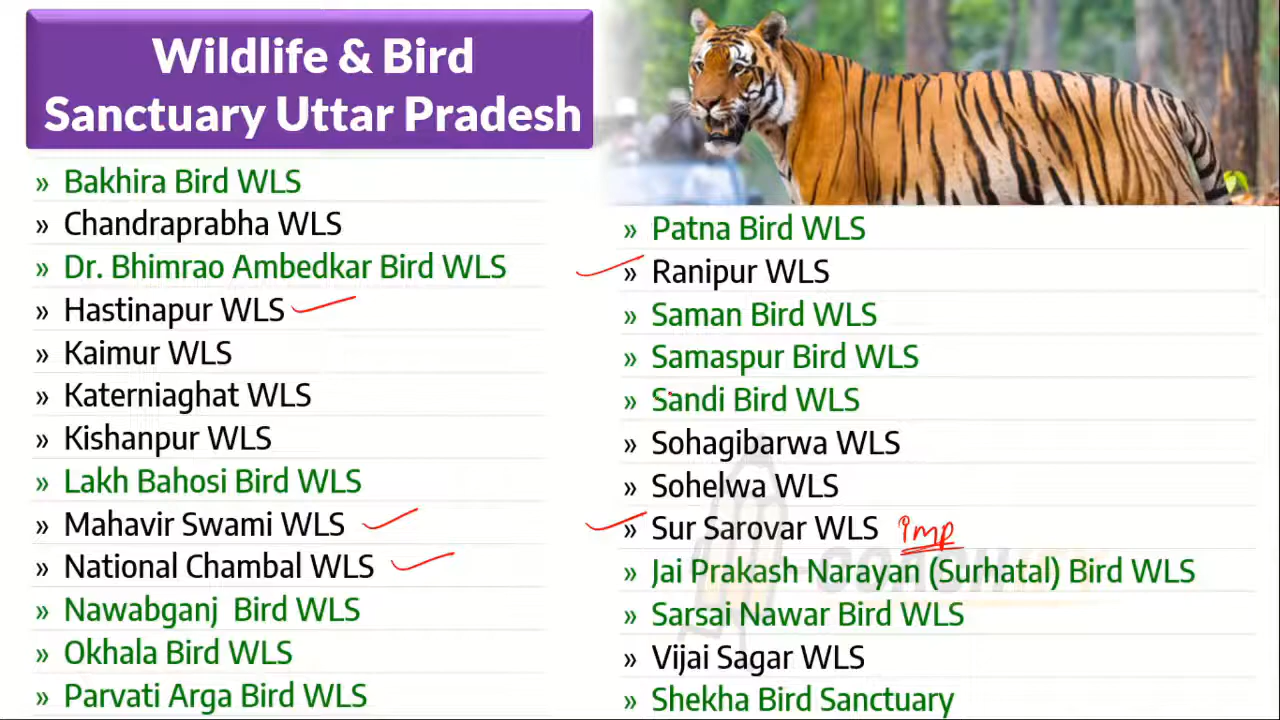 Wildlife & Bird
Sanctuary Uttar Pradesh
» Bakhira Bird WLS
» Chandraprabha WLS
» Dr. Bhimrao Ambedkar Bird WLS
» Hastinapur WLS
» Kaimur WLS
» Katerniaghat WLS
» Kishanpur WLS
» Lakh Bahosi Bird WLS
» Mahavir Swami WLS
» National Chambal WLS
» Nawabganj Bird WLS
» Okhala Bird WLS
» Parvati Arga Bird WLS
» Patna Bird WLS
» Ranipur WLS
» Saman Bird WLS
» Samaspur Bird WLS
» Sandi Bird WLS
» Sohagibarwa WLS
» Sohelwa WLS
» Sur Sarovar WLS imp
» Jai Prakash Narayan (Surhatal) Bird WLS
» Sarsai Nawar Bird WLS
» Vijai Sagar WLS
» Shekha Bird Sanctuary